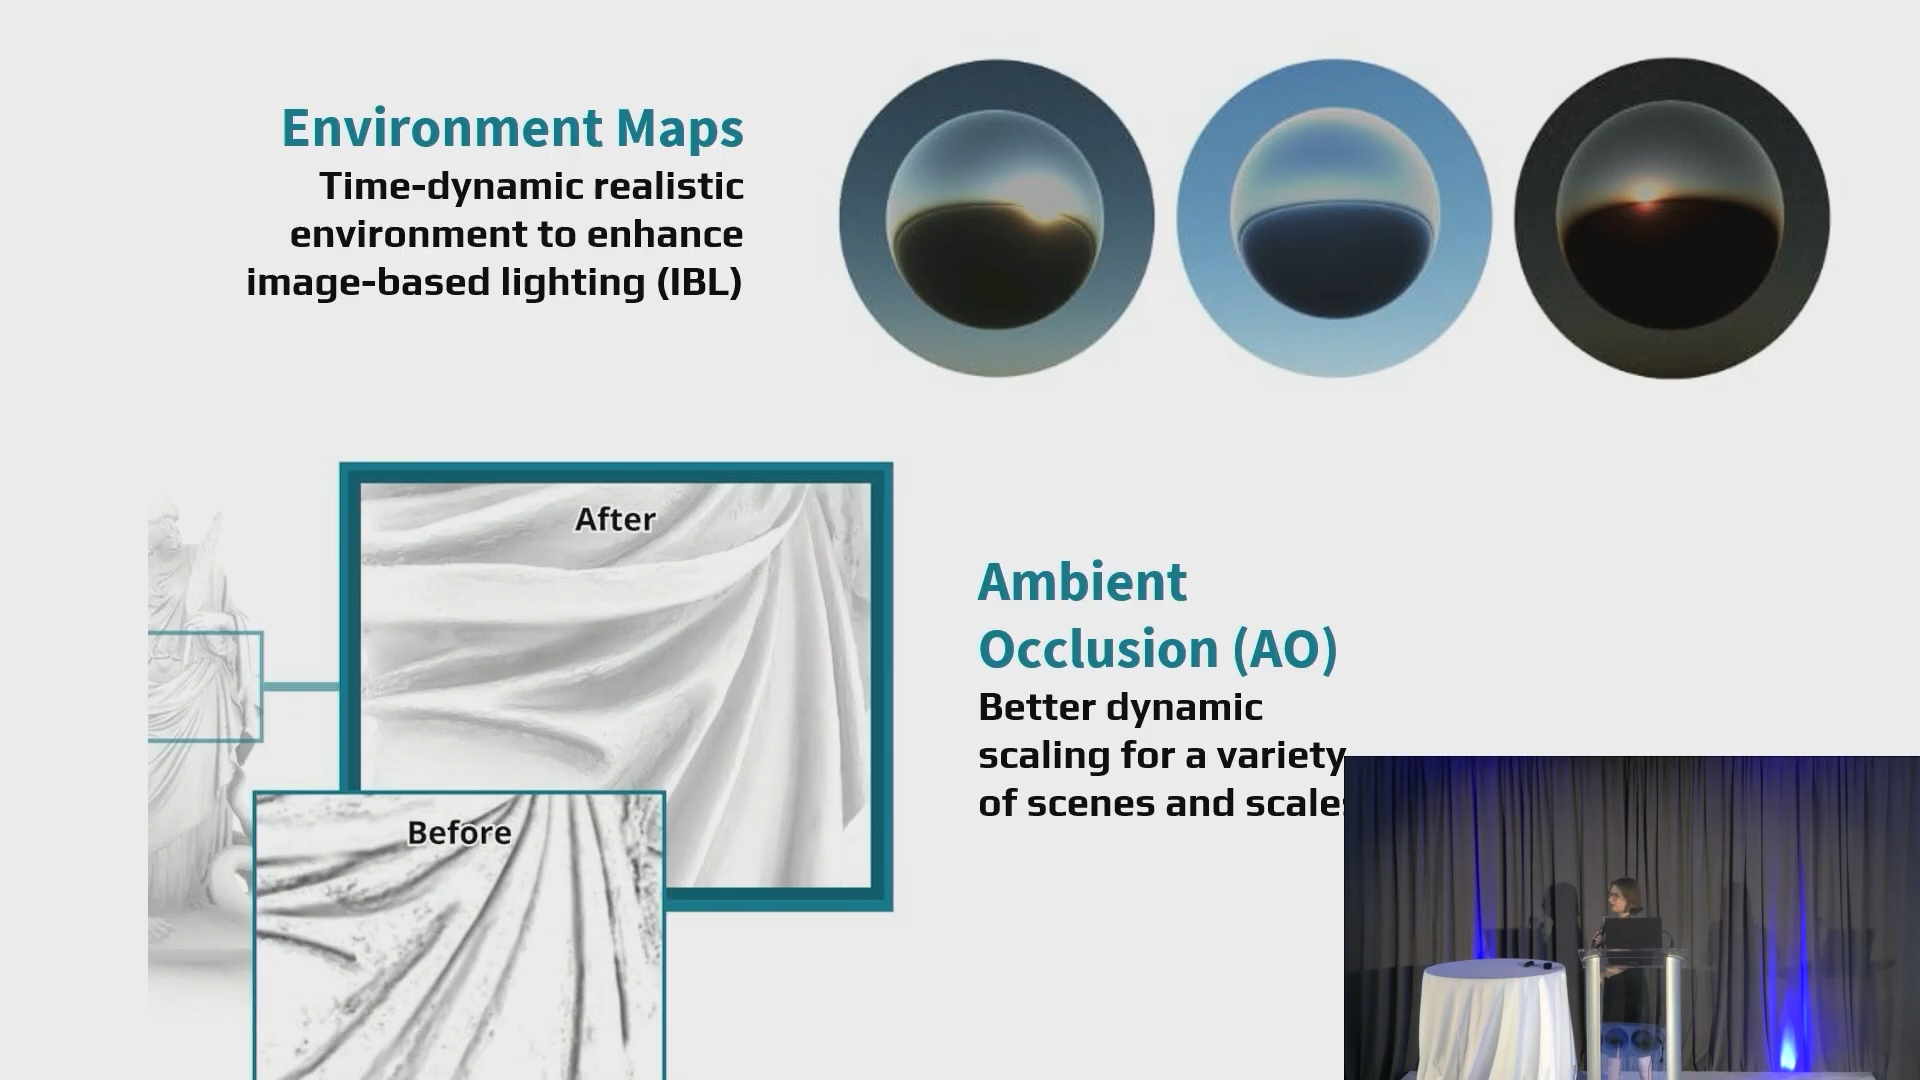 Environment Maps
Time-dynamic realistic
environment to enhance
image-based lighting (IBL)
After
Before
Ambient
Occlusion (AO)
Better dynamic
scaling for a variety
of scenes and scales